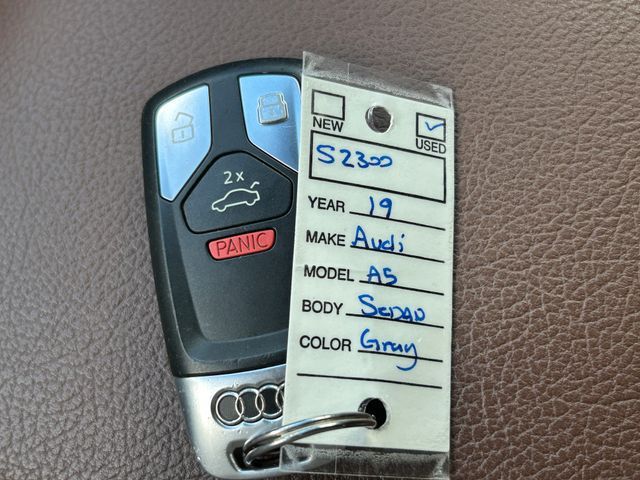 2x
PANIC
NEW
USED
S2300
YEAR 19
MAKE Audi
MODEL A5
BODY SEDAN
COLOR Gray